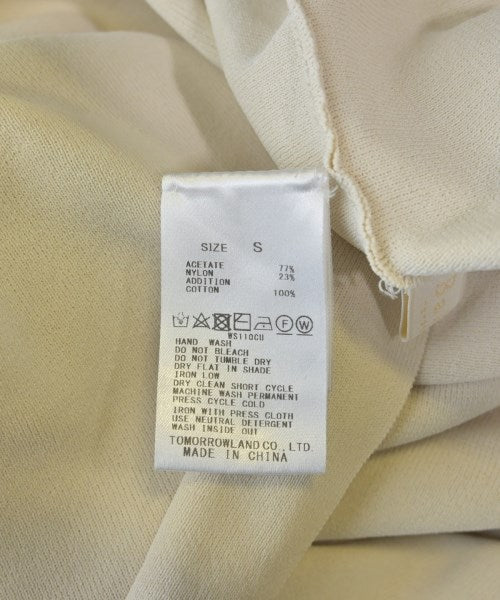 SIZE S
ACETATE 77%
NYLON 23%
ADDITION
COTTON 100%
F W
WS110CU
HAND WASH
DO NOT BLEACH
DO NOT TUMBLE DRY
DRY FLAT IN SHADE
IRON LOW
DRY CLEAN SHORT CYCLE
MACHINE WASH PERMANENT
PRESS CYCLE COLD
IRON WITH PRESS CLOTH
USE NEUTRAL DETERGENT
WASH INSIDE OUT
TOMORROWLAND CO., LTD.
MADE IN CHINA